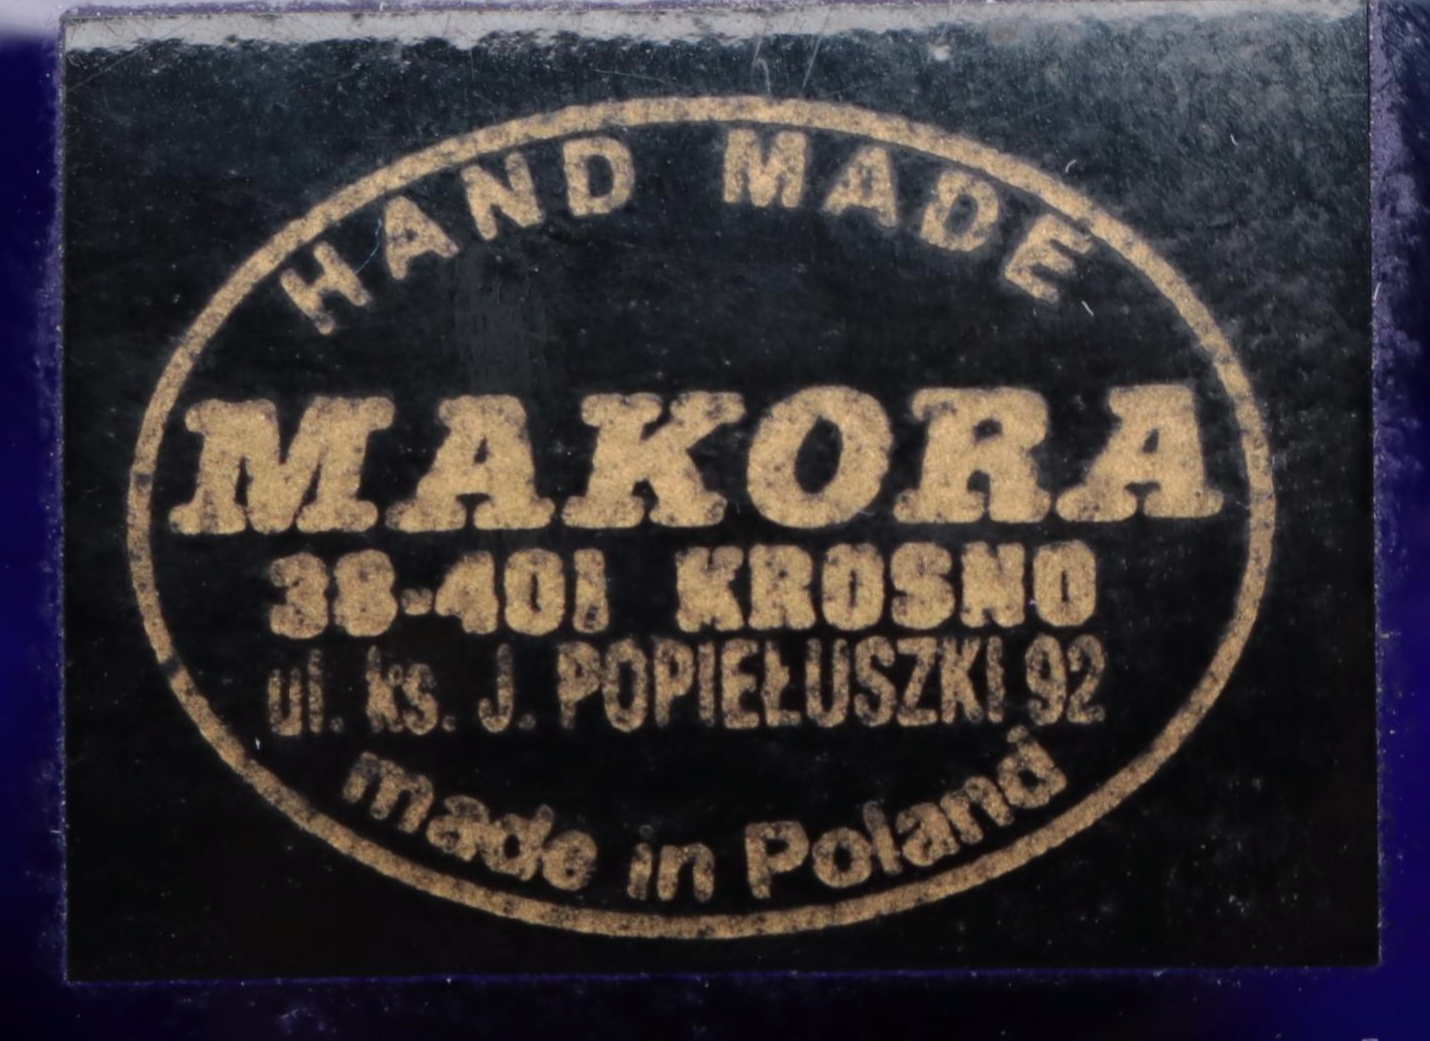 HAND MADE
MAKORA
38-401 KROSNO
ul. ks. J. POPIEŁUSZKI 92
made in Poland